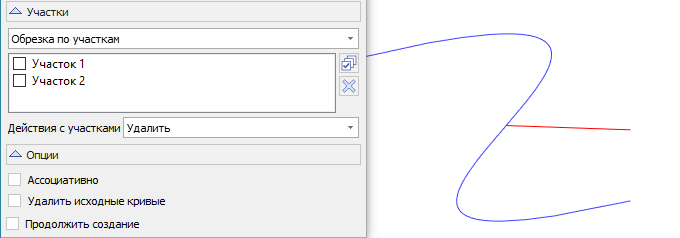 Участки
Обрезка по участкам
Участок 1
Участок 2
Действия с участками Удалить
Опции
Ассоциативно
Удалить исходные кривые
Продолжить создание